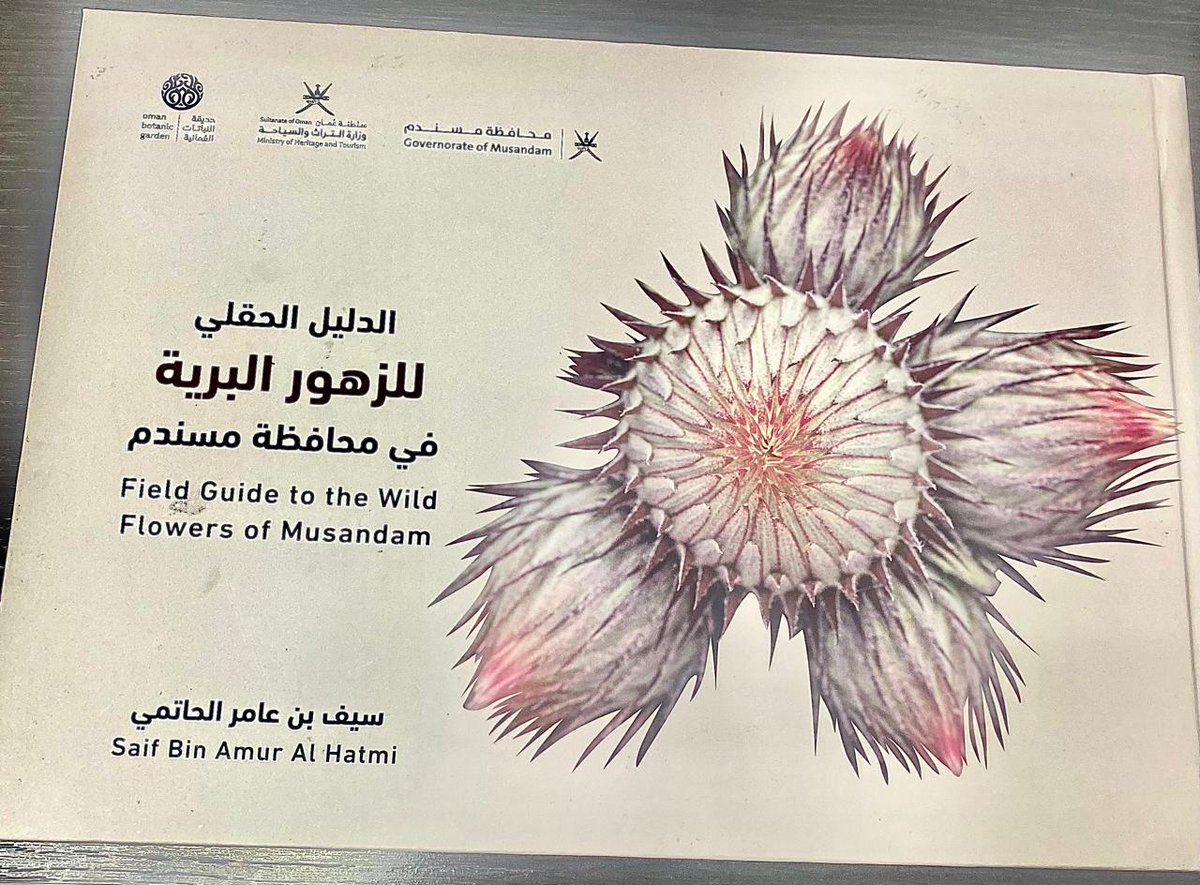 oman
botanic
garden
حديقة
النباتات
العُمانية
Sultanate of Oman سلطنة عُمان
وزارة التراث والسياحة
Ministry of Heritage and Tourism
محافظة مسندم
Governorate of Musandam
الدليل الحقلي
للزهور البرية
في محافظة مسندم
Field Guide to the Wild
Flowers of Musandam
سيف بن عامر الحاتمي
Saif Bin Amur Al Hatmi